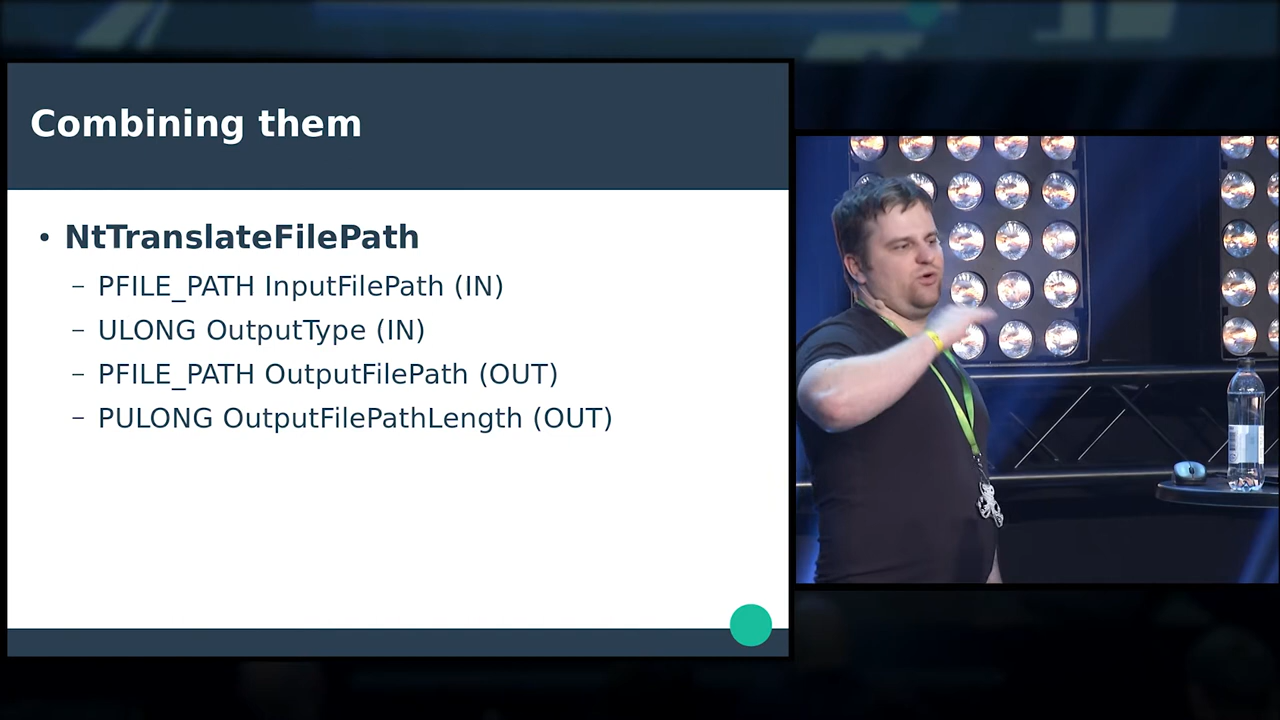 Combining them
• NtTranslateFilePath
– PFILE_PATH InputFilePath (IN)
– ULONG OutputType (IN)
– PFILE_PATH OutputFilePath (OUT)
– PULONG OutputFilePathLength (OUT)